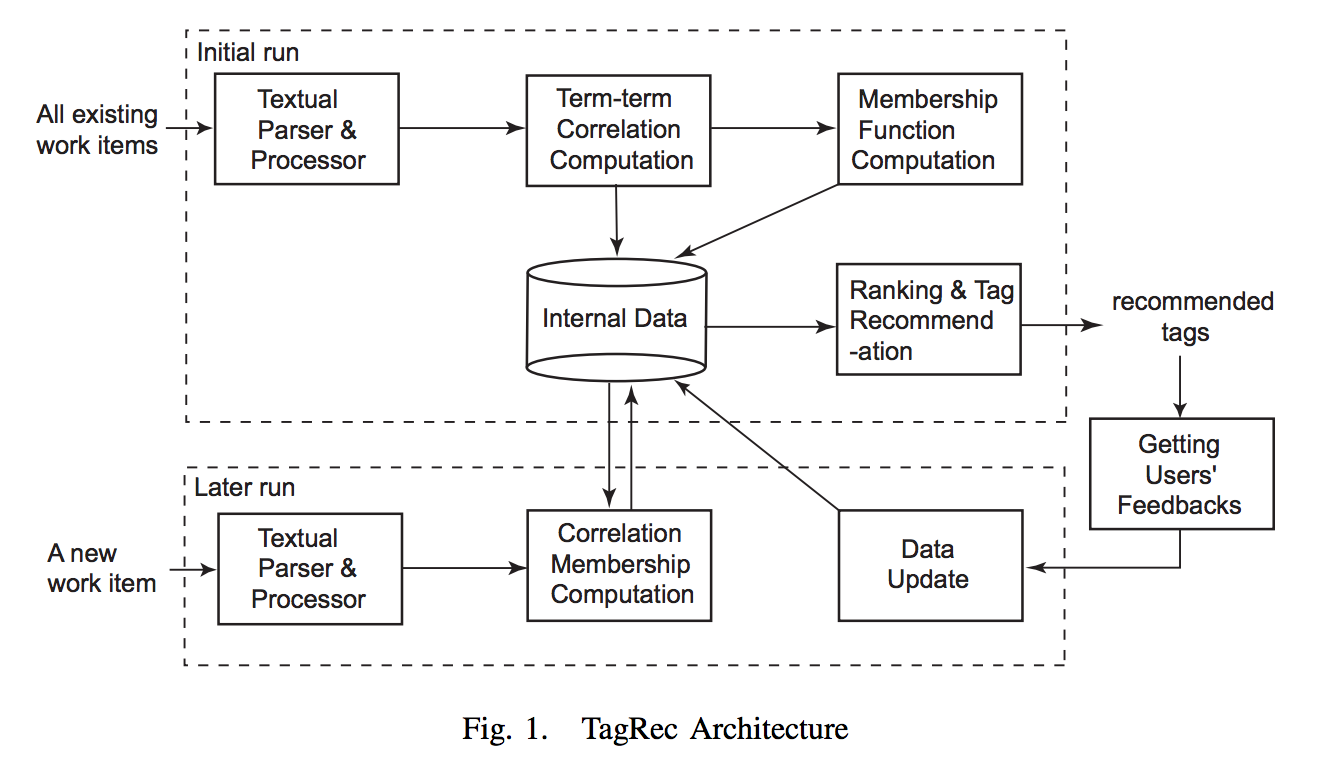 Initial run
All existing
work items
Textual
Parser &
Processor
Term-term
Correlation
Computation
Membership
Function
Computation
Internal Data
Ranking & Tag
Recommend
-ation
recommended
tags
Getting
Users'
Feedbacks
Later run
A new
work item
Textual
Parser &
Processor
Correlation
Membership
Computation
Data
Update
Fig. 1. TagRec Architecture